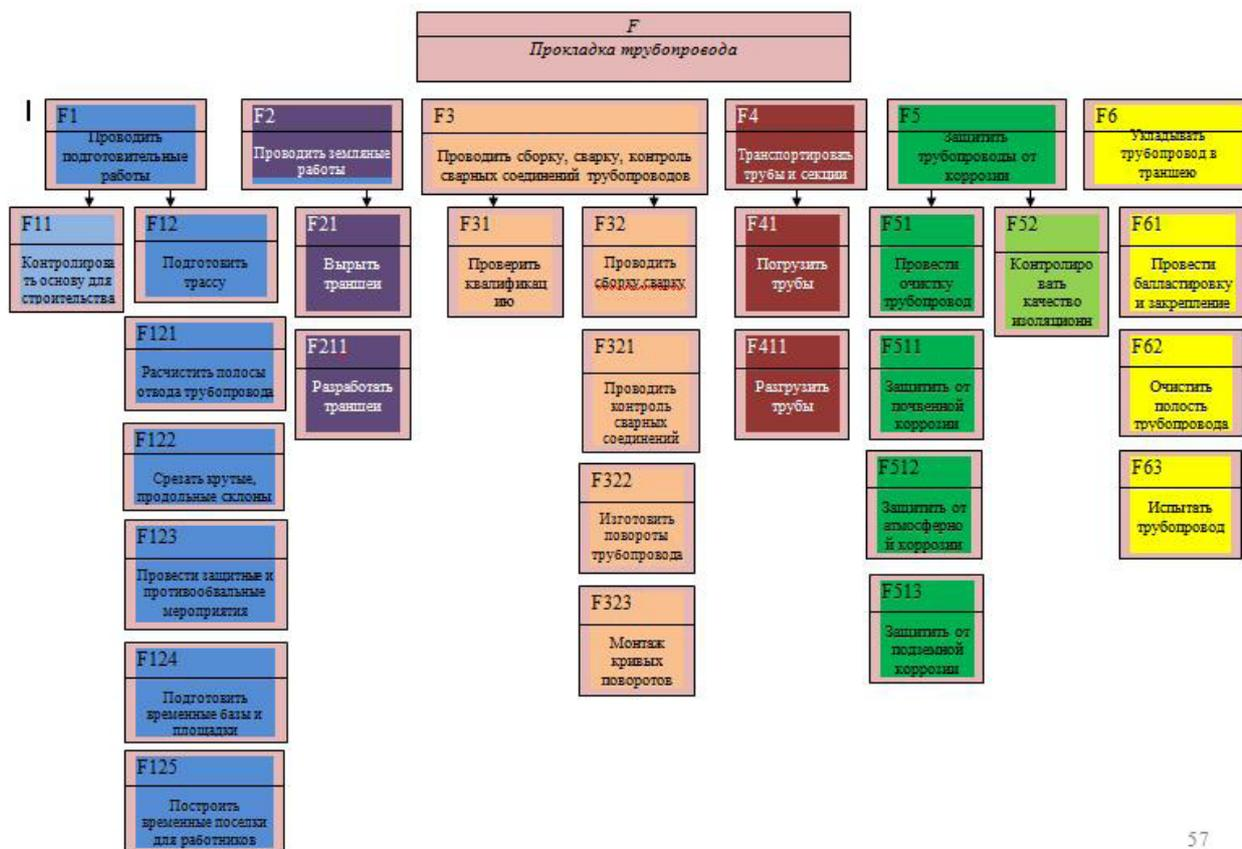 F
Прокладка трубопровода
F1
Проводить
подготовительные
работы
F2
Проводить земляные
работы
F3
Проводить сборку, сварку, контроль
сварных соединений трубопроводов
F4
Транспортировать
трубы и секции
F5
Защитить
трубопроводы от
коррозии
F6
Укладывать
трубопровод в
траншею
F11
Контролирова
ть основу для
строительства
F12
Подготовить
трассу
F21
Вырыть
траншеи
F31
Проверить
квалификац
ию
F32
Проводить
сборку,сварку
F41
Погрузить
трубы
F51
Провести
очистку
трубопровод
F52
Контролиро
вать
качество
изоляционн
F61
Провести
балластировку
и закрепление
F121
Расчистить полосы
отвода трубопровода
F211
Разработать
траншеи
F321
Проводить
контроль
сварных
соединений
F411
Разгрузить
трубы
F511
Защитить от
почвенной
коррозии
F62
Очистить
полость
трубопровода
F122
Срезать крутые,
продольные склоны
F322
Изготовить
повороты
трубопровода
F512
Защитить от
атмосферно
й коррозии
F63
Испытать
трубопровод
F123
Провести защитные и
противообвальные
мероприятия
F323
Монтаж
кривых
поворотов
F513
Защитить от
подземной
коррозии
F124
Подготовить
временные базы и
площадки
F125
Построить
временные поселки
для работников
57